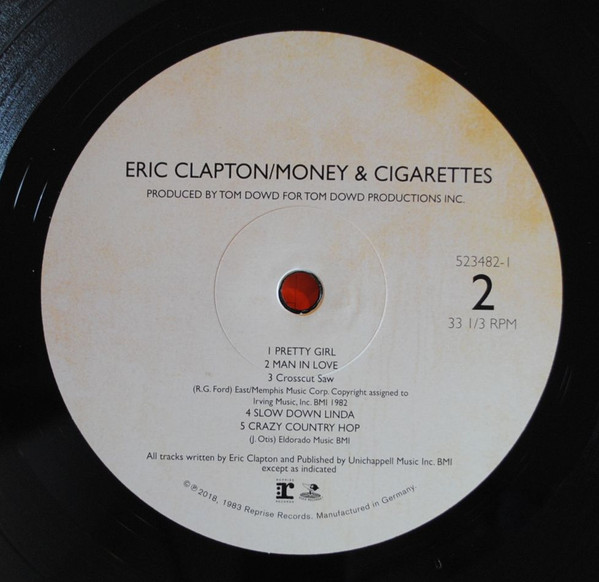 ERIC CLAPTON/MONEY & CIGARETTES
PRODUCED BY TOM DOWD FOR TOM DOWD PRODUCTIONS INC.
523482-1
2
33 1/3 RPM
1 PRETTY GIRL
2 MAN IN LOVE
3 Crosscut Saw
(R.G. Ford) East/Memphis Music Corp. Copyright assigned to
Irving Music, Inc. BMI 1982
4 SLOW DOWN LINDA
5 CRAZY COUNTRY HOP
(J. Otis) Eldorado Music BMI
All tracks written by Eric Clapton and Published by Unichappell Music Inc. BMI
except as indicated
REPRISE
r
RECORDS
©℗2018, 1983 Reprise Records. Manufactured in Germany.